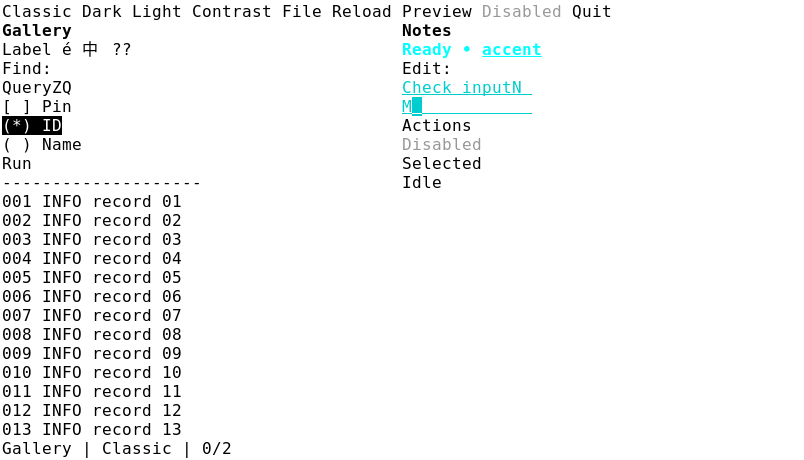 Classic Dark Light Contrast File Reload Preview Disabled Quit
Gallery
Label é 中 ??
Find:
QueryZQ
[ ] Pin
(*) ID
( ) Name
Run
--------------------
001 INFO record 01
002 INFO record 02
003 INFO record 03
004 INFO record 04
005 INFO record 05
006 INFO record 06
007 INFO record 07
008 INFO record 08
009 INFO record 09
010 INFO record 10
011 INFO record 11
012 INFO record 12
013 INFO record 13
Notes
Ready • accent
Edit:
Check inputN
M
Actions
Disabled
Selected
Idle
Gallery | Classic | 0/2